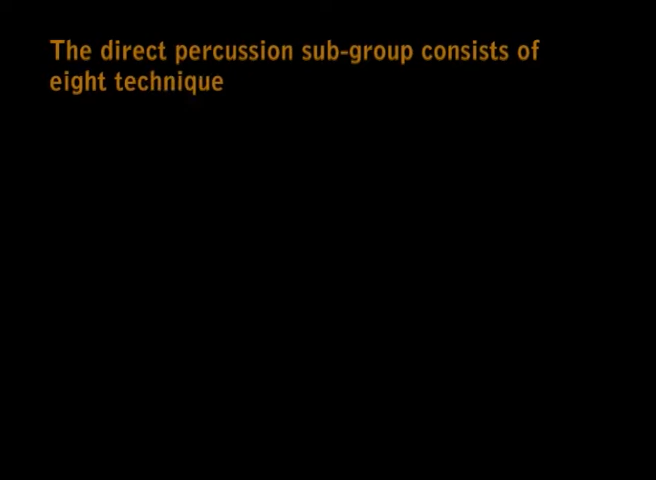 The direct percussion sub-group consists of
eight technique